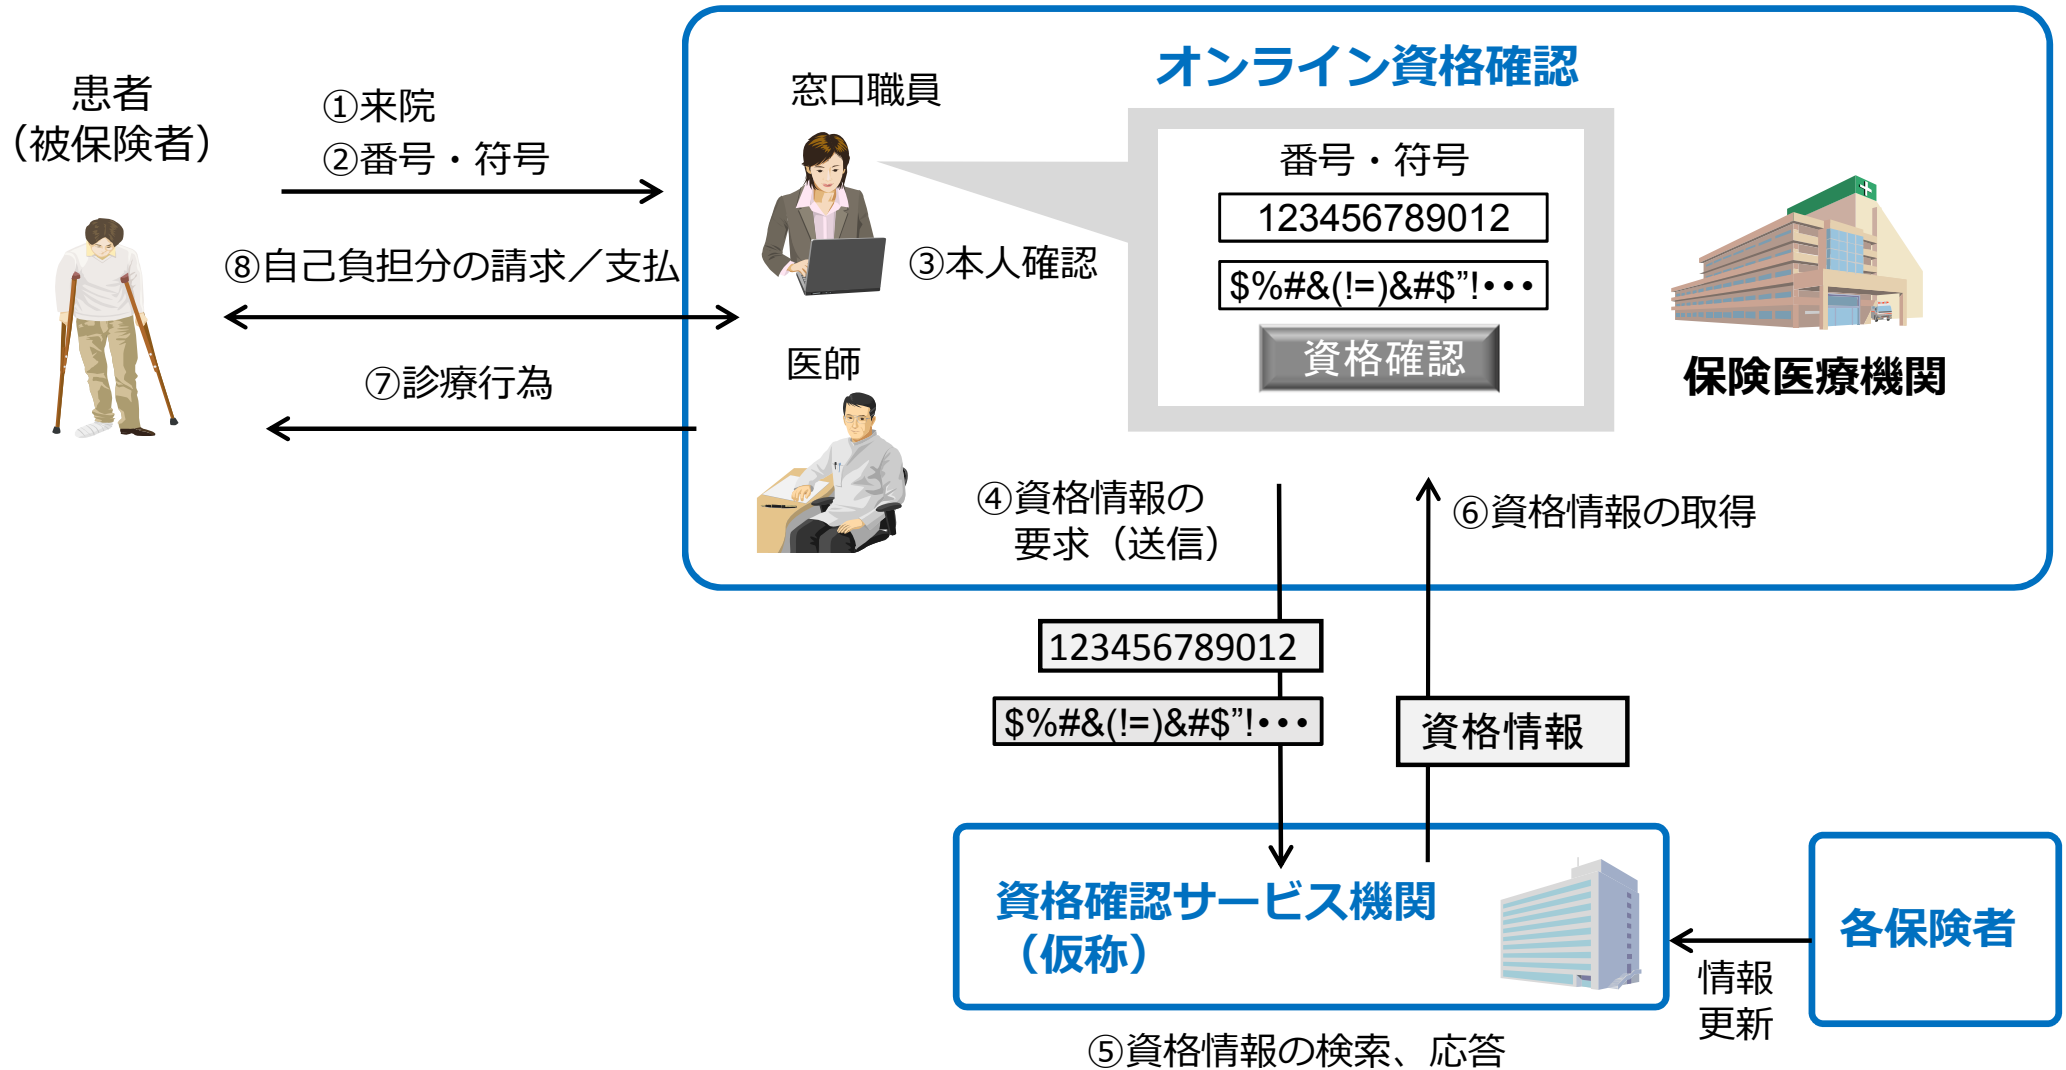 患者
（被保険者）
①来院
②番号・符号
⑧自己負担分の請求／支払
⑦診療行為
窓口職員
③本人確認
医師
オンライン資格確認
番号・符号
123456789012
$%#&(!=)&#$”!・・・
資格確認
保険医療機関
④資格情報の
要求（送信）
⑥資格情報の取得
123456789012
$%#&(!=)&#$”!・・・
資格情報
資格確認サービス機関
（仮称）
各保険者
情報
更新
⑤資格情報の検索、応答